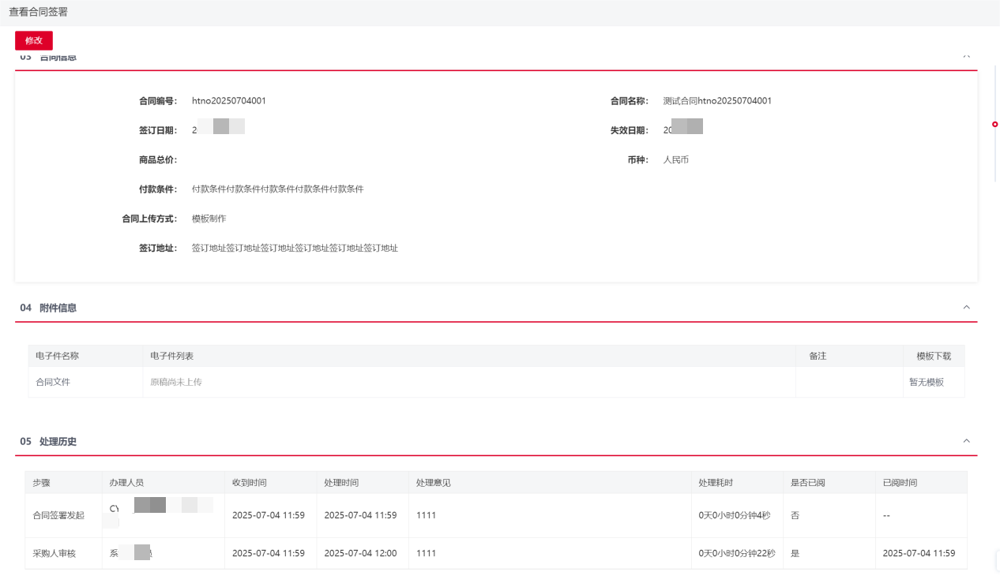 查看合同签署
修改
03 合同信息
合同编号： htno20250704001 合同名称： 测试合同htno20250704001
签订日期： 2 失效日期： 20
商品总价： 币种： 人民币
付款条件： 付款条件付款条件付款条件付款条件付款条件
合同上传方式： 模板制作
签订地址： 签订地址签订地址签订地址签订地址签订地址签订地址
04 附件信息
电子件名称 电子件列表 备注 模板下载
合同文件 原稿尚未上传 暂无模板
05 处理历史
步骤 办理人员 收到时间 处理时间 处理意见 处理耗时 是否已阅 已阅时间
合同签署发起 CY 2025-07-04 11:59 2025-07-04 11:59 1111 0天0小时0分钟4秒 否 --
采购人审核 系 2025-07-04 11:59 2025-07-04 12:00 1111 0天0小时0分钟22秒 是 2025-07-04 11:59